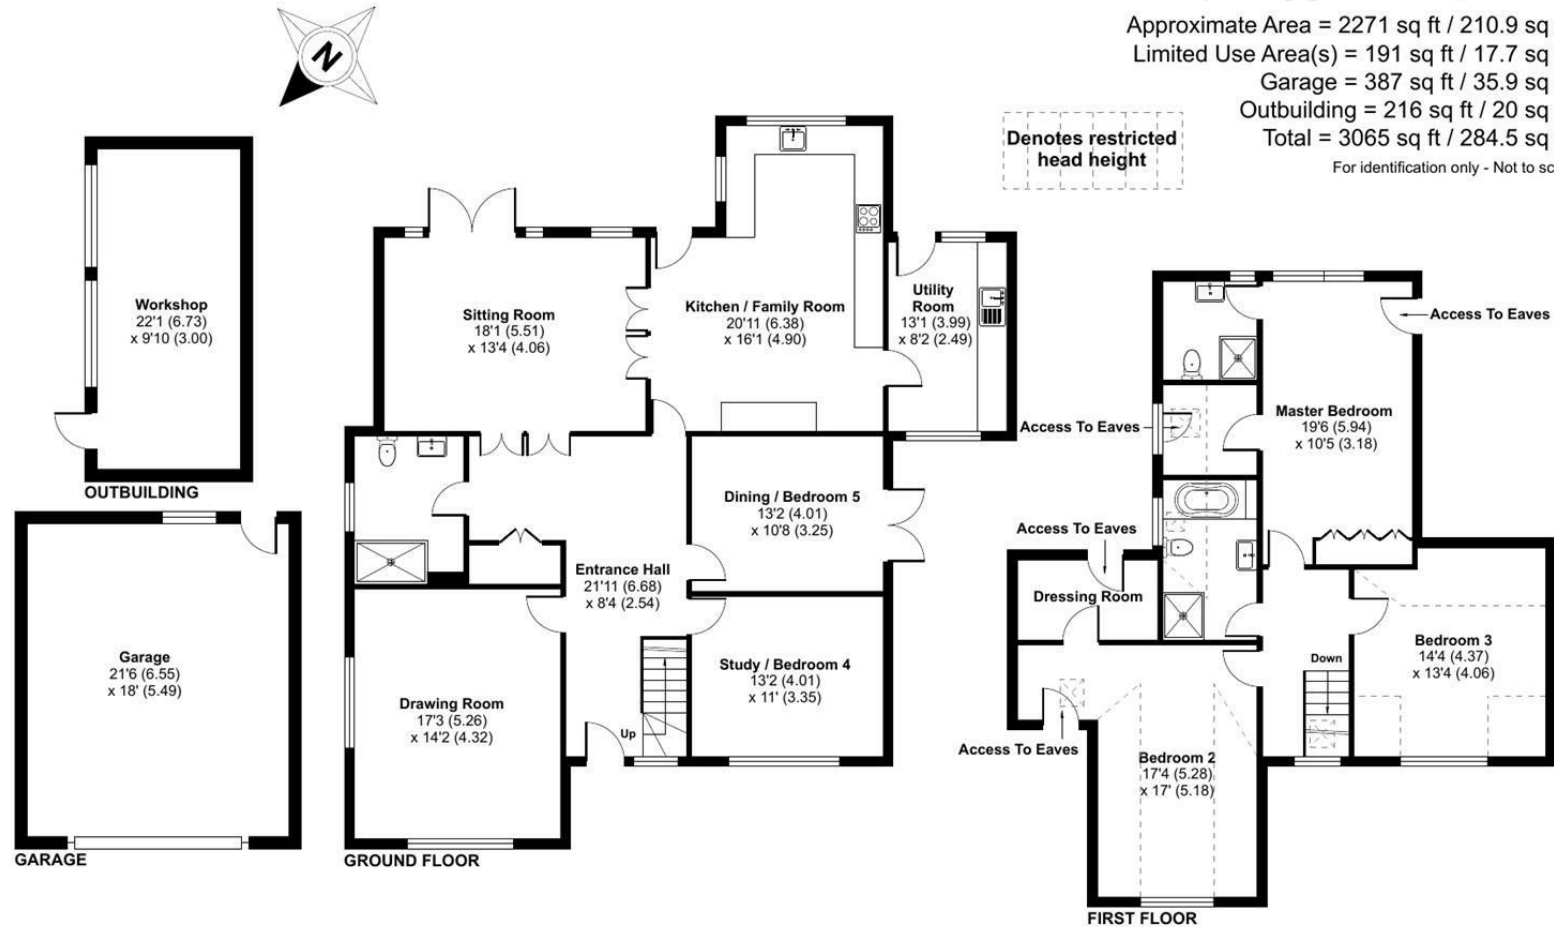 N
Approximate Area = 2271 sq ft / 210.9 sq
Limited Use Area(s) = 191 sq ft / 17.7 sq
Garage = 387 sq ft / 35.9 sq
Outbuilding = 216 sq ft / 20 sq
Total = 3065 sq ft / 284.5 sq
For identification only - Not to sc
Denotes restricted
head height
Workshop
22'1 (6.73)
x 9'10 (3.00)
OUTBUILDING
Garage
21'6 (6.55)
x 18' (5.49)
GARAGE
Sitting Room
18'1 (5.51)
x 13'4 (4.06)
Kitchen / Family Room
20'11 (6.38)
x 16'1 (4.90)
Utility
Room
13'1 (3.99)
x 8'2 (2.49)
Dining / Bedroom 5
13'2 (4.01)
x 10'8 (3.25)
Entrance Hall
21'11 (6.68)
x 8'4 (2.54)
Study / Bedroom 4
13'2 (4.01)
x 11' (3.35)
Drawing Room
17'3 (5.26)
x 14'2 (4.32)
Up
GROUND FLOOR
Access To Eaves
Master Bedroom
19'6 (5.94)
x 10'5 (3.18)
Access To Eaves
Access To Eaves
Dressing Room
Bedroom 3
14'4 (4.37)
x 13'4 (4.06)
Down
Access To Eaves
Bedroom 2
17'4 (5.28)
x 17' (5.18)
FIRST FLOOR